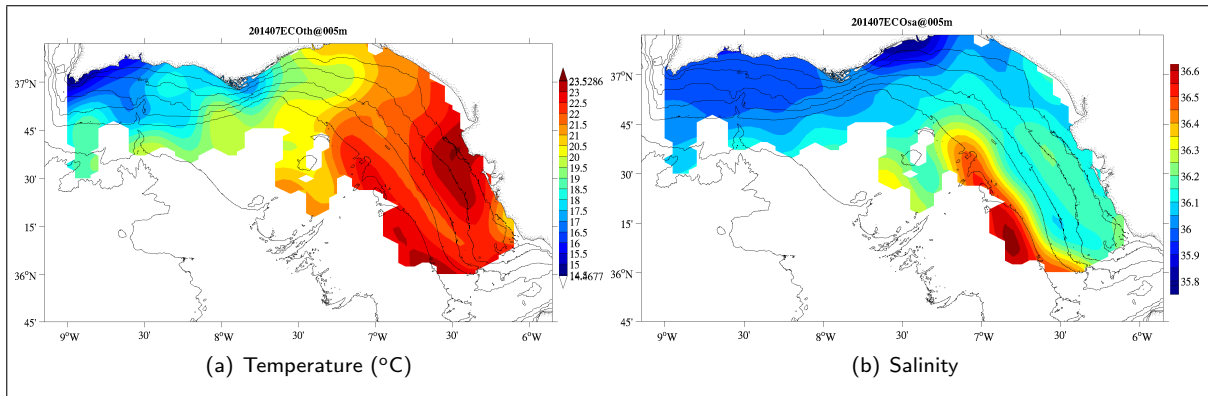 201407ECOth@005m
37°N
45'
30'
15'
36°N
45'
9°W
30'
8°W
30'
7°W
30'
6°W
23.5286
23
22.5
22
21.5
21
20.5
20
19.5
19
18.5
18
17.5
17
16.5
16
15.5
15
(a) Temperature (°C)
201407ECOsa@005m
37°N
45'
30'
15'
36°N
45'
9°W
30'
8°W
30'
7°W
30'
6°W
36.6
36.5
36.4
36.3
36.2
36.1
36
35.9
35.8
(b) Salinity